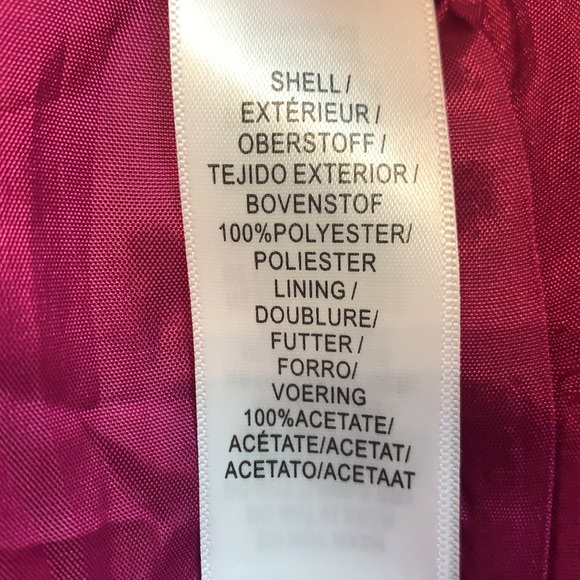 SHELL/
EXTÉRIEUR/
OBERSTOFF/
TEJIDO EXTERIOR/
BOVENSTOF
100%POLYESTER/
POLIESTER
LINING/
DOUBLURE/
FUTTER/
FORRO/
VOERING
100%ACETATE/
ACÉTATE/ACETAT/
ACETATO/ACETAAT